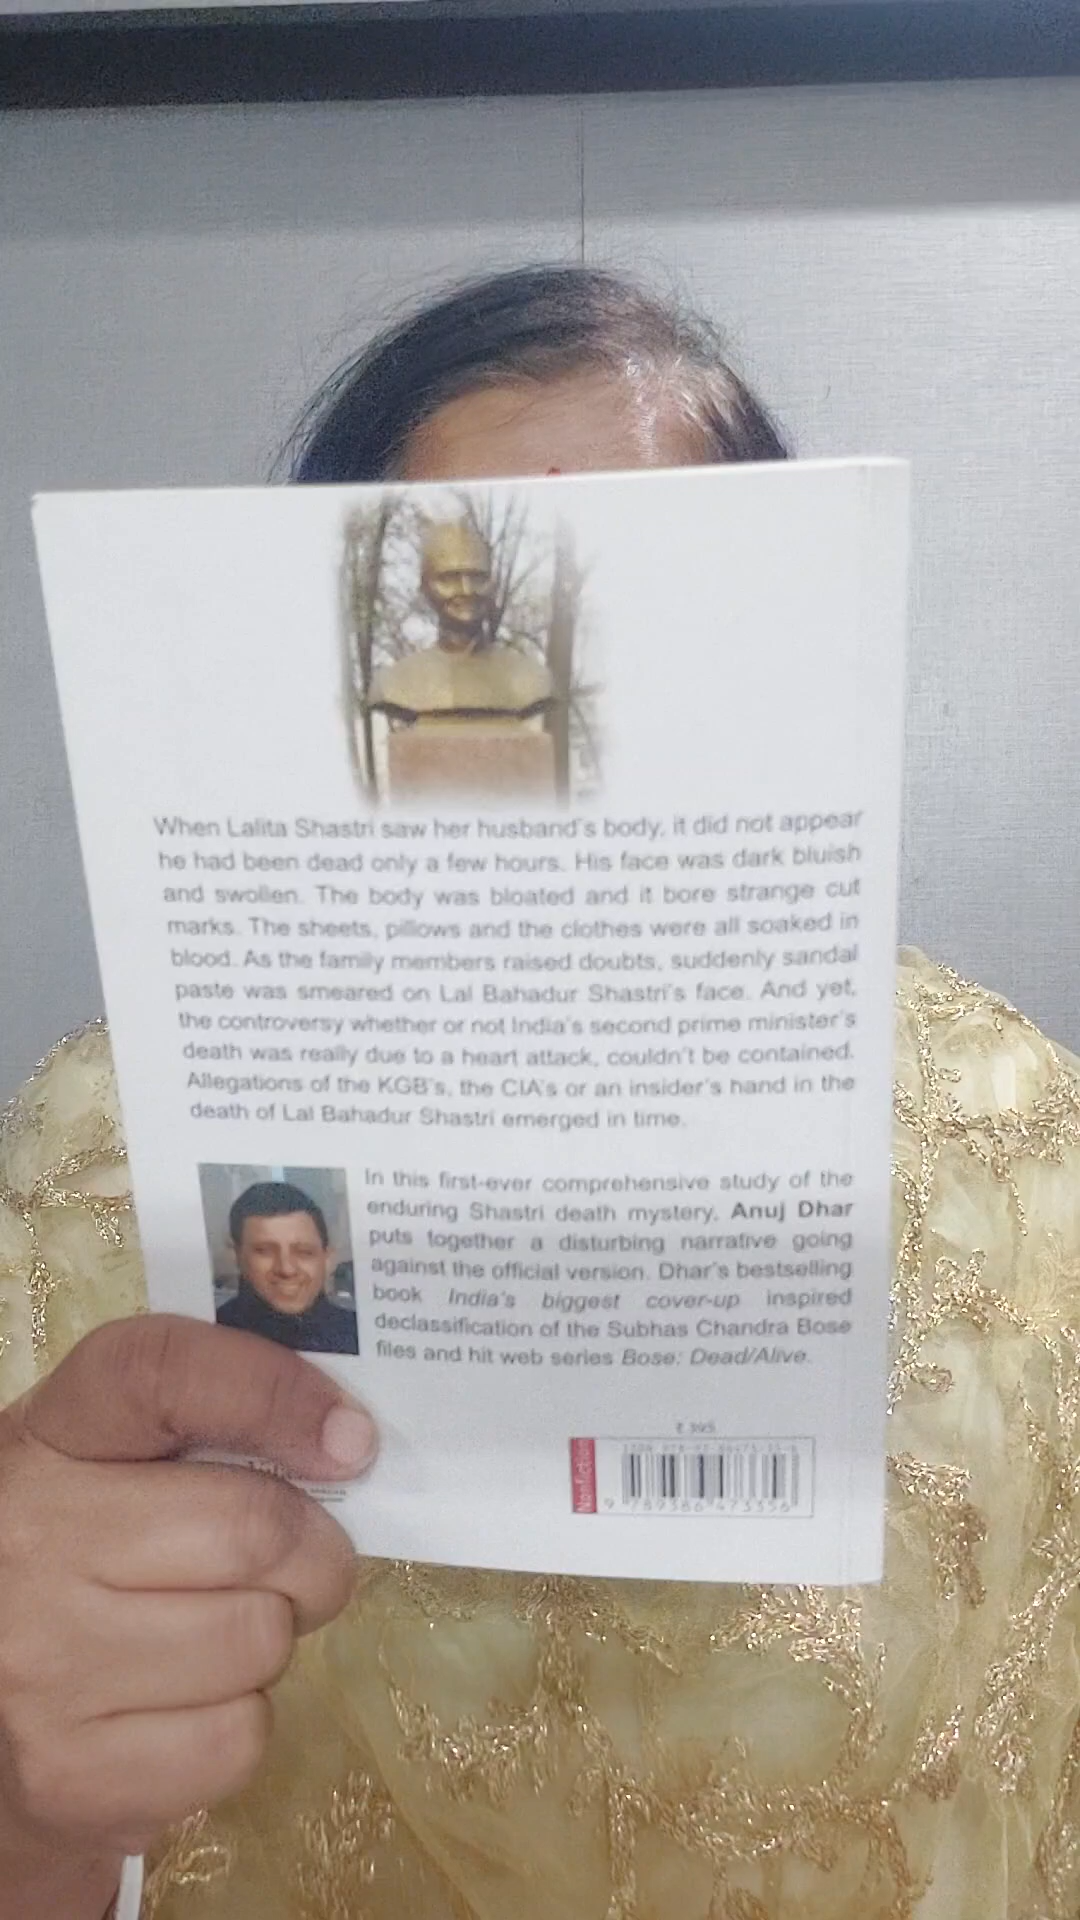 When Lalita Shastri saw her husband's body, it did not appear
he had been dead only a few hours. His face was dark bluish
and swollen. The body was bloated and it bore strange cut
marks. The sheets, pillows and the clothes were all soaked in
blood. As the family members raised doubts, suddenly sandal
paste was smeared on Lal Bahadur Shastri's face. And yet,
the controversy whether or not India's second prime minister's
death was really due to a heart attack, couldn't be contained.
Allegations of the KGB's, the CIA's or an insider's hand in the
death of Lal Bahadur Shastri emerged in time.
In this first-ever comprehensive study of the
enduring Shastri death mystery, Anuj Dhar
puts together a disturbing narrative going
against the official version. Dhar's bestselling
book India's biggest cover-up inspired
declassification of the Subhas Chandra Bose
files and hit web series Bose: Dead/Alive.
₹ 395
Nonfiction
9 789386 473356